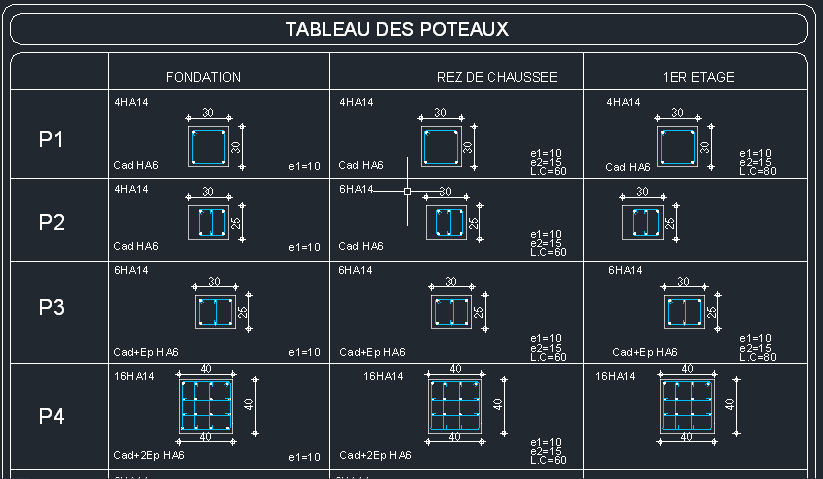 TABLEAU DES POTEAUX
FONDATION
REZ DE CHAUSSEE
1ER ETAGE
P1
4HA14
30
30
Cad HA6
e1=10
4HA14
30
30
Cad HA6
e1=10
e2=15
L.C=60
4HA14
30
30
Cad HA6
e1=10
e2=15
L.C=80
P2
4HA14
30
25
Cad HA6
e1=10
6HA14
30
25
Cad HA6
e1=10
e2=15
L.C=60
30
25
P3
6HA14
30
25
Cad+Ep HA6
e1=10
6HA14
30
25
Cad+Ep HA6
e1=10
e2=15
L.C=60
6HA14
30
25
Cad+Ep HA6
e1=10
e2=15
L.C=80
P4
16HA14
40
40
40
Cad+2Ep HA6
e1=10
16HA14
40
40
40
Cad+2Ep HA6
e1=10
e2=15
L.C=60
16HA14
40
40
40